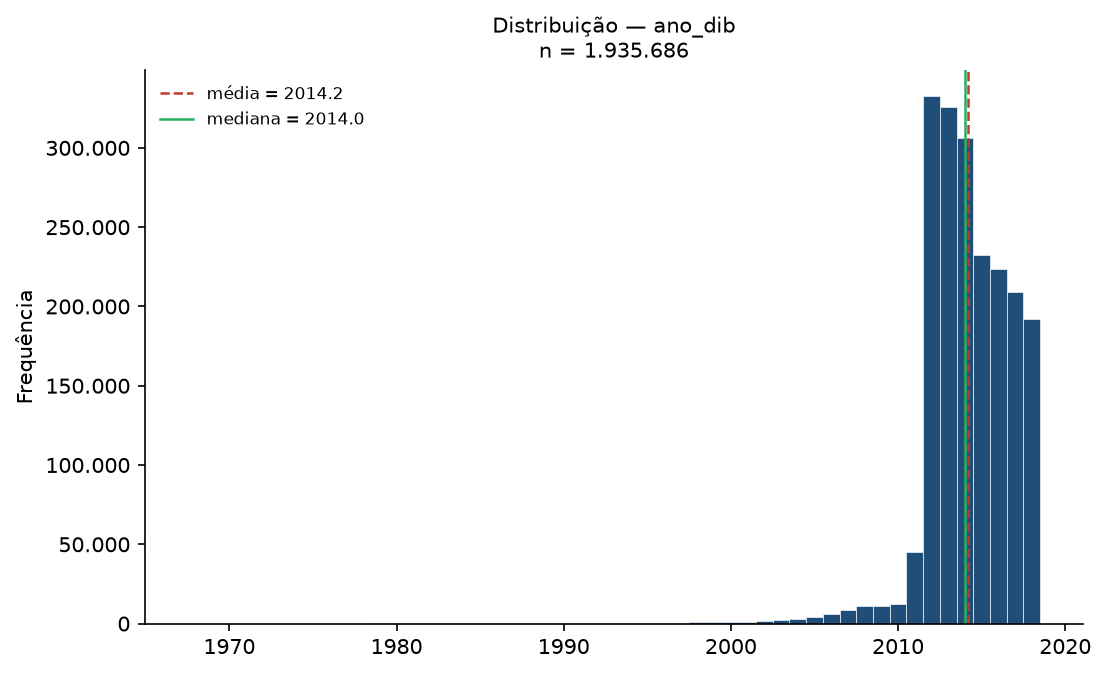 Distribuição — ano_dib
n = 1.935.686
média = 2014.2
mediana = 2014.0
Frequência
300.000
250.000
200.000
150.000
100.000
50.000
0
1970 1980 1990 2000 2010 2020